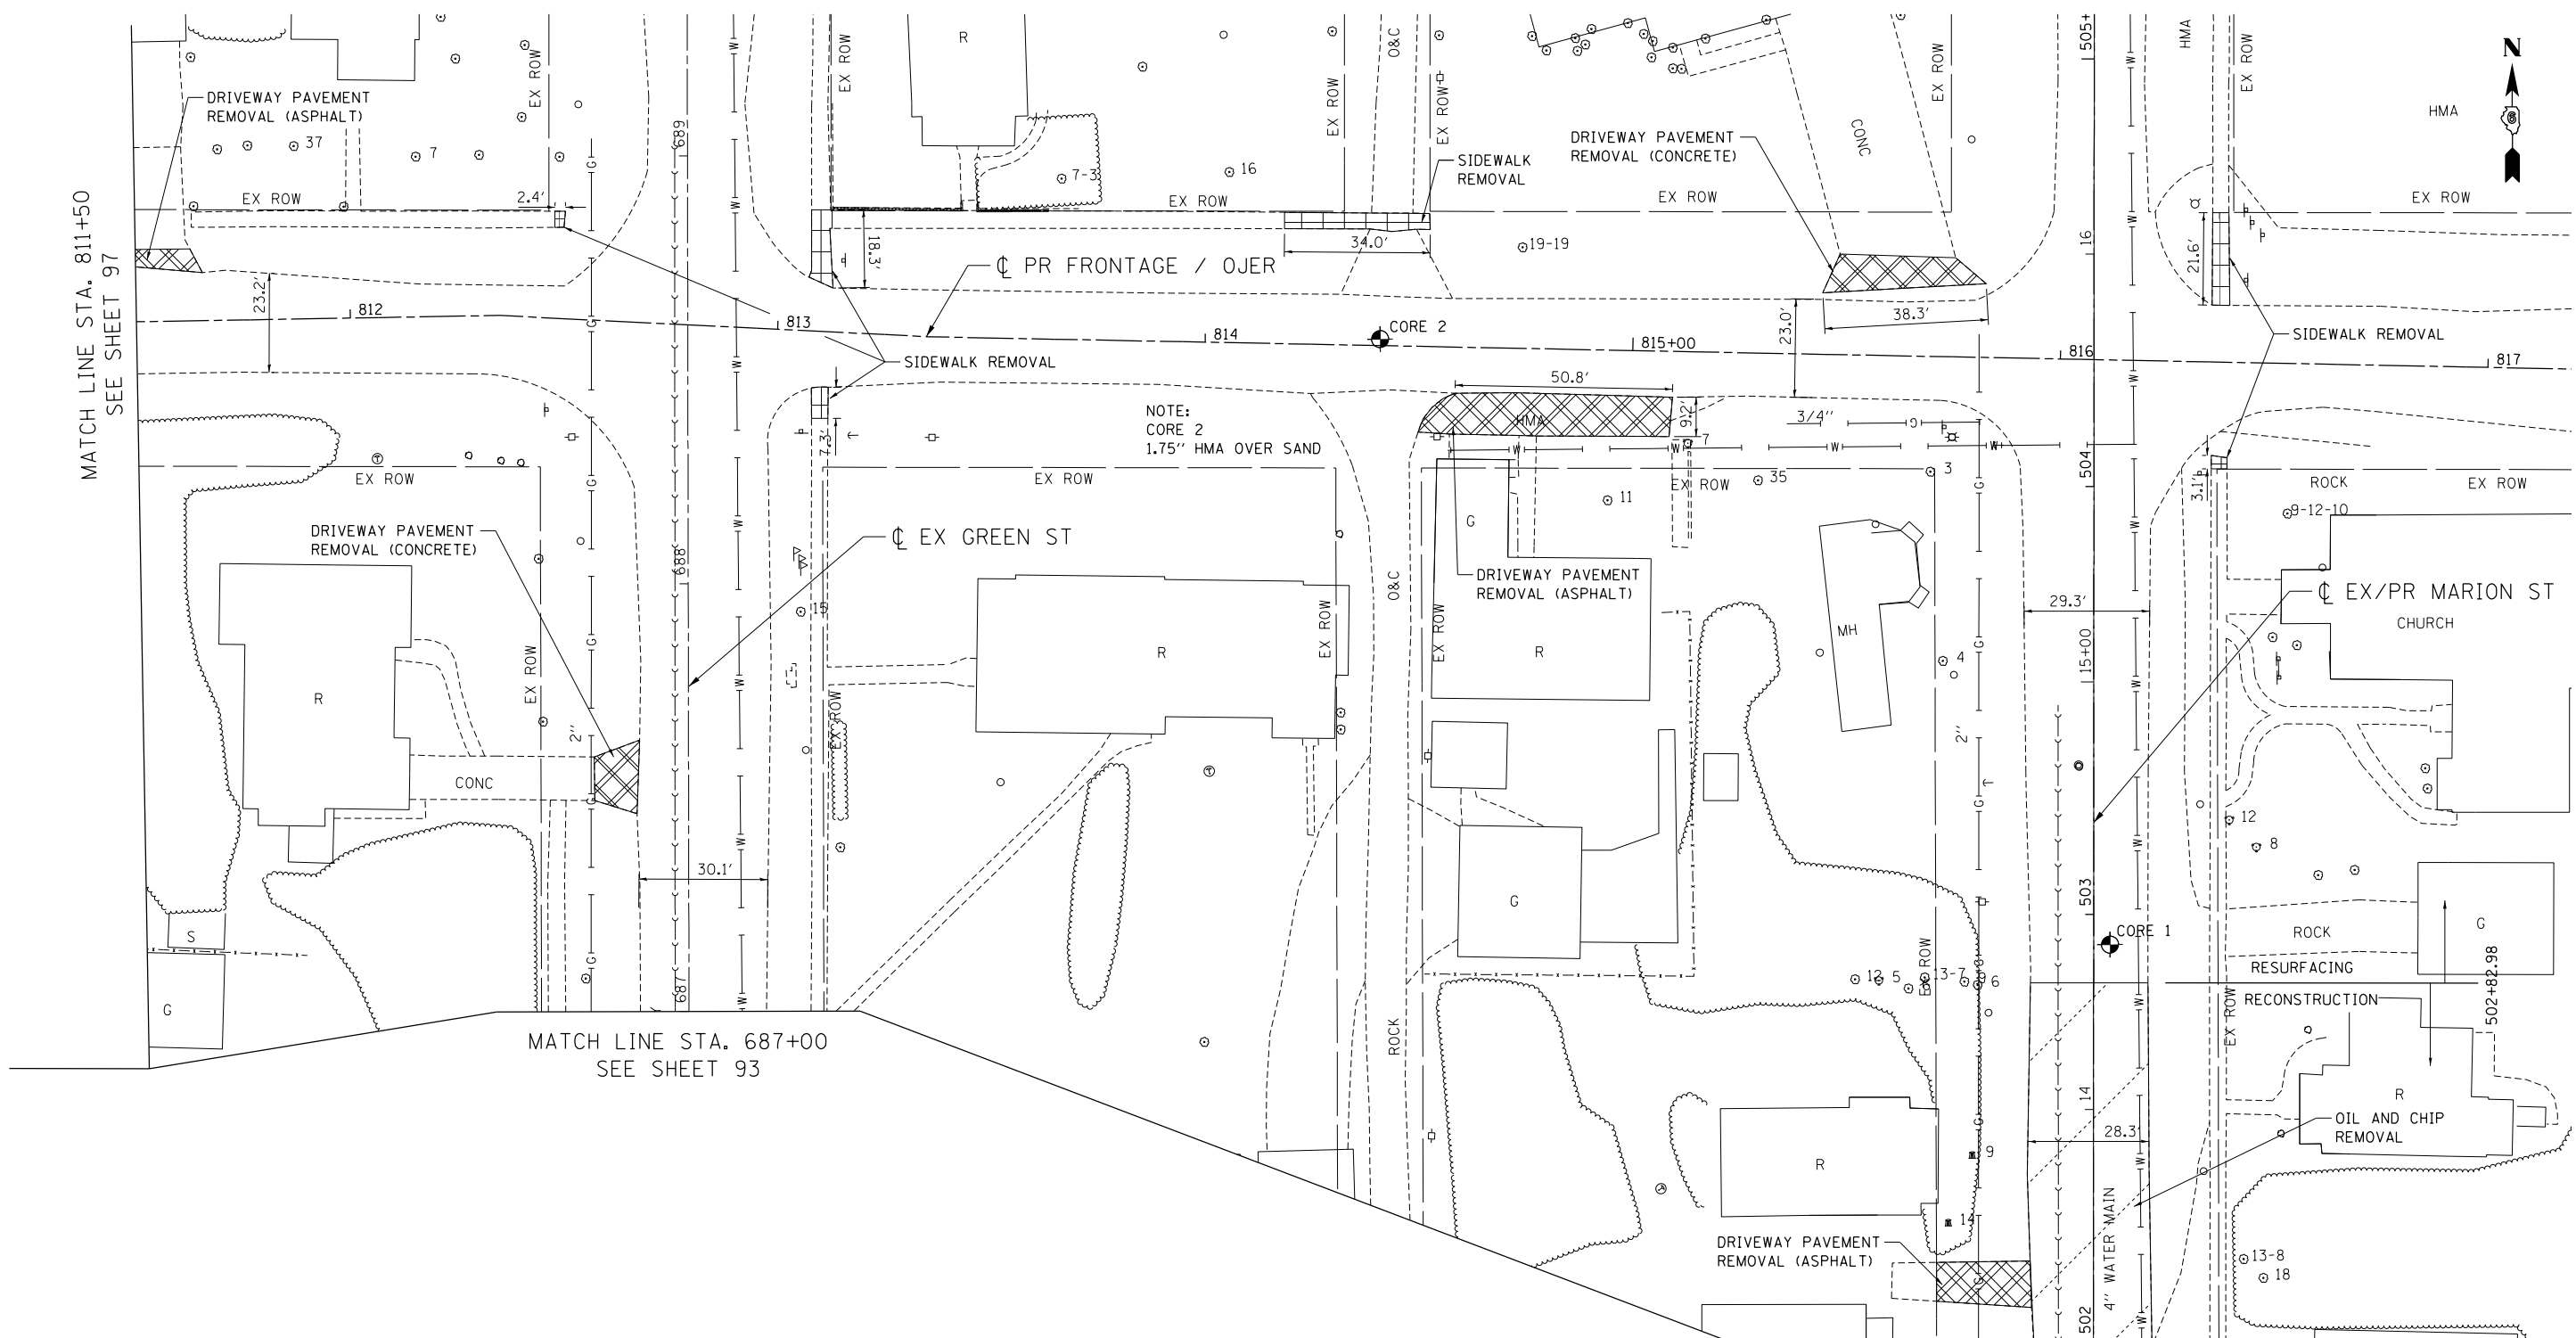 N
R
EX ROW
EX ROW
EX ROW
O&C
EX ROW
EX ROW
505+
HMA
EX ROW
HMA
DRIVEWAY PAVEMENT
REMOVAL (ASPHALT)
37
7
689
7-3
16
SIDEWALK
REMOVAL
DRIVEWAY PAVEMENT
REMOVAL (CONCRETE)
CONC
EX ROW
2.4'
EX ROW
EX ROW
EX ROW
MATCH LINE STA. 811+50
SEE SHEET 97
18.3'
34.0'
19-19
16
21.6'
℄ PR FRONTAGE / OJER
23.2'
812
813
814
CORE 2
815+00
23.0'
38.3'
816
817
SIDEWALK REMOVAL
SIDEWALK REMOVAL
50.8'
NOTE:
CORE 2
1.75" HMA OVER SAND
7.3'
HMA
9.2'
3/4"
7
504
3.1'
EX ROW
EX ROW
EX ROW
11
35
3
ROCK
EX ROW
9-12-10
G
DRIVEWAY PAVEMENT
REMOVAL (CONCRETE)
℄ EX GREEN ST
688
O&C
DRIVEWAY PAVEMENT
REMOVAL (ASPHALT)
29.3'
℄ EX/PR MARION ST
CHURCH
15
EX ROW
EX ROW
MH
R
R
R
EX ROW
EX ROW
4
15+00
2"
2"
CONC
12
8
30.1'
G
503
G
CORE 1
ROCK
S
12
5
13-7
6
EX ROW
RESURFACING
RECONSTRUCTION
502+82.98
G
687
MATCH LINE STA. 687+00
SEE SHEET 93
ROCK
EX ROW
14
R
OIL AND CHIP
REMOVAL
28.3'
9
R
14
DRIVEWAY PAVEMENT
REMOVAL (ASPHALT)
4" WATER MAIN
13-8
18
502